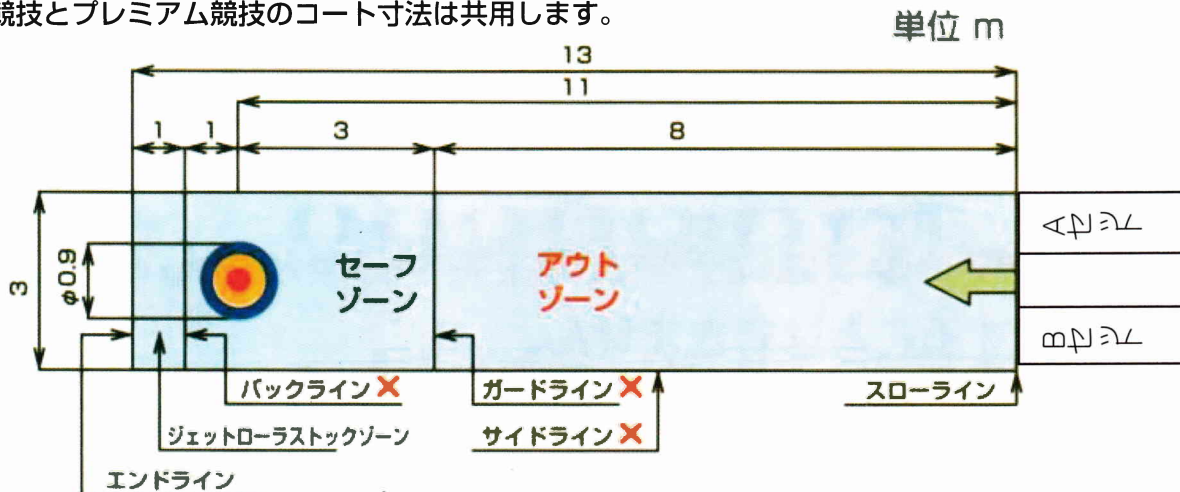 競技とプレミアム競技のコート寸法は共用します。
単位 m
13
11
1
1
3
8
3
φ0.9
セーフ
ゾーン
アウト
ゾーン
Aセット
Bセット
バックライン×
ガードライン×
スローライン
ジェットローラストックゾーン
サイドライン×
エンドライン